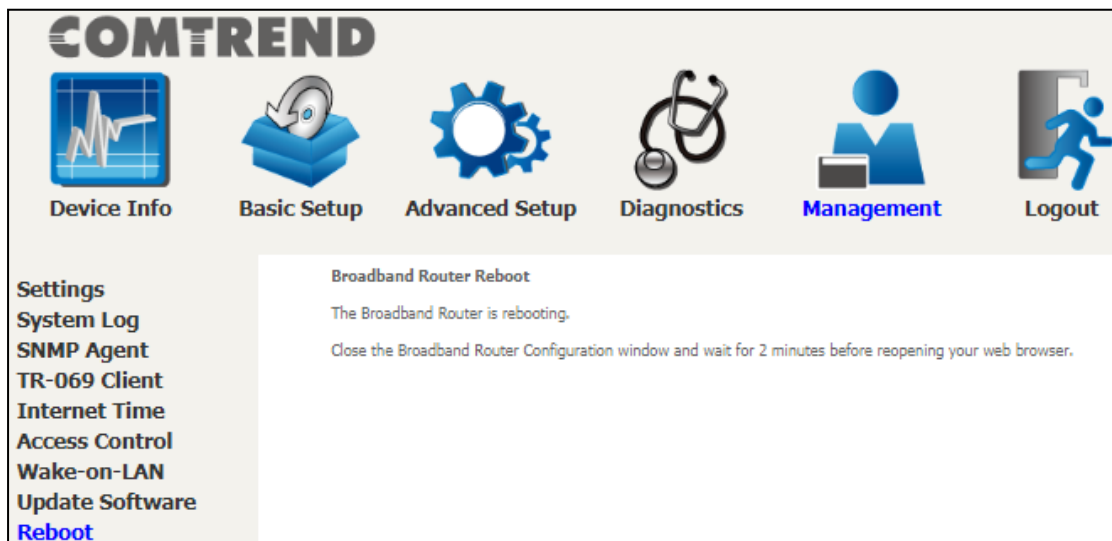 COMTREND
Device Info
Basic Setup
Advanced Setup
Diagnostics
Management
Logout
Settings
System Log
SNMP Agent
TR-069 Client
Internet Time
Access Control
Wake-on-LAN
Update Software
Reboot
Broadband Router Reboot
The Broadband Router is rebooting.
Close the Broadband Router Configuration window and wait for 2 minutes before reopening your web browser.